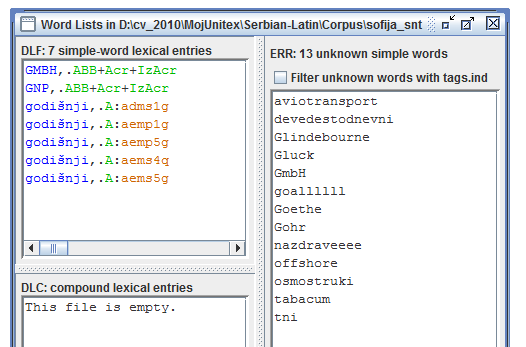 Word Lists in D:\cv_2010\MojUnitex\Serbian-Latin\Corpus\sofija_snt
DLF: 7 simple-word lexical entries
GMBH,.ABB+Acr+IzAcr
GNP,.ABB+Acr+IzAcr
godišnji,.A:adms1g
godišnji,.A:aemp1g
godišnji,.A:aemp5g
godišnji,.A:aems4q
godišnji,.A:aems5g
DLC: compound lexical entries
This file is empty.
ERR: 13 unknown simple words
Filter unknown words with tags.ind
aviotransport
devedestodnevni
Glindebourne
Gluck
GmbH
goallllll
Goethe
Gohr
nazdraveeee
offshore
osmostruki
tabacum
tni